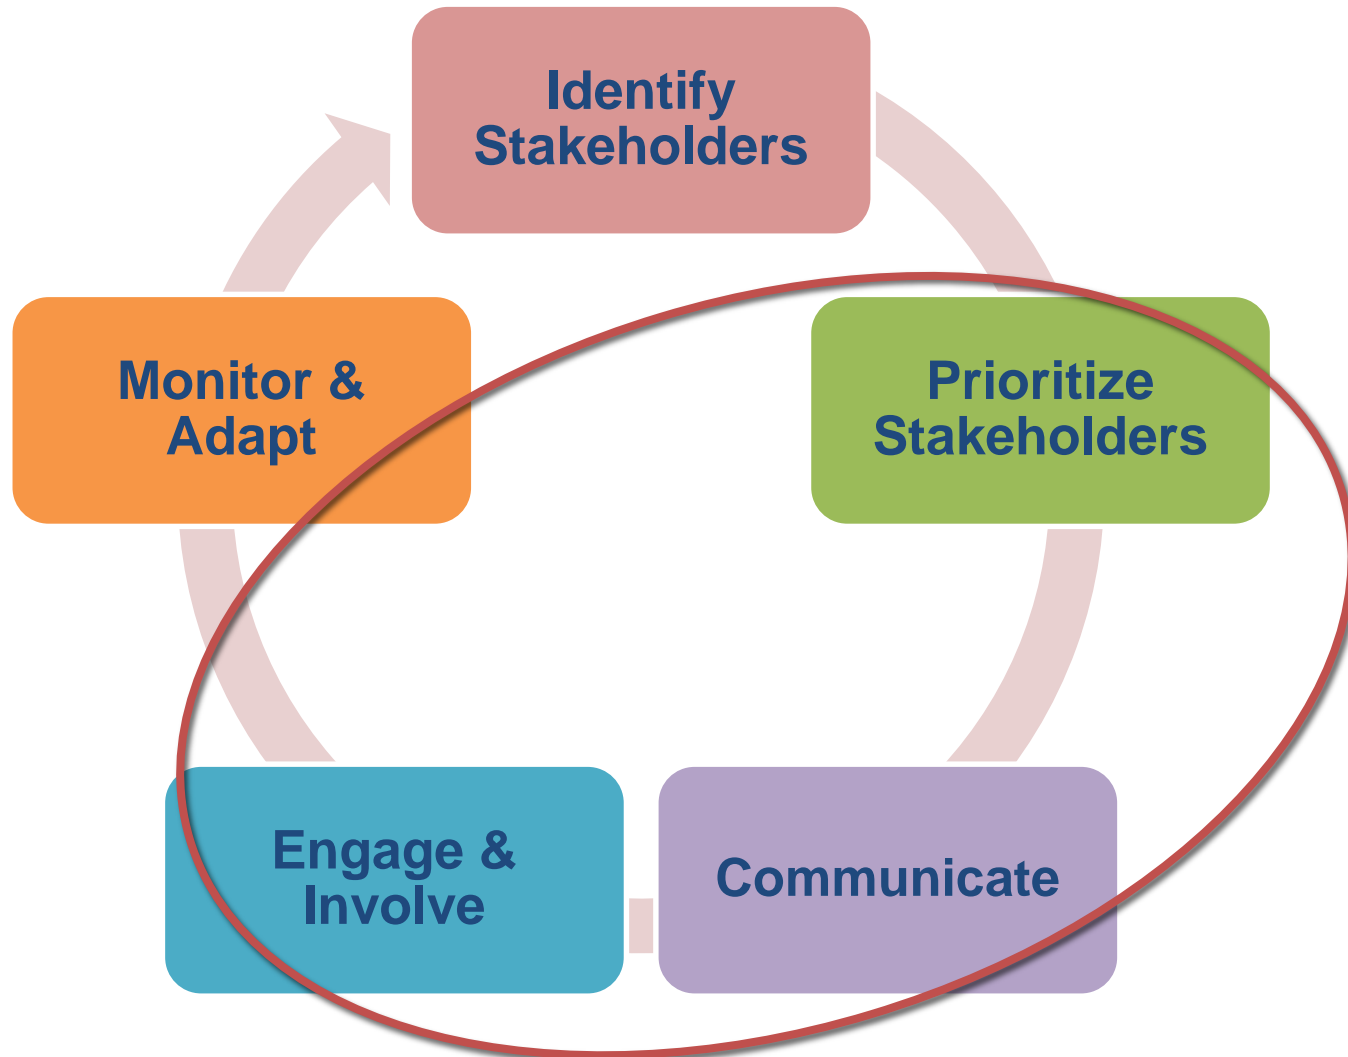 Identify
Stakeholders
Prioritize
Stakeholders
Communicate
Engage &
Involve
Monitor &
Adapt